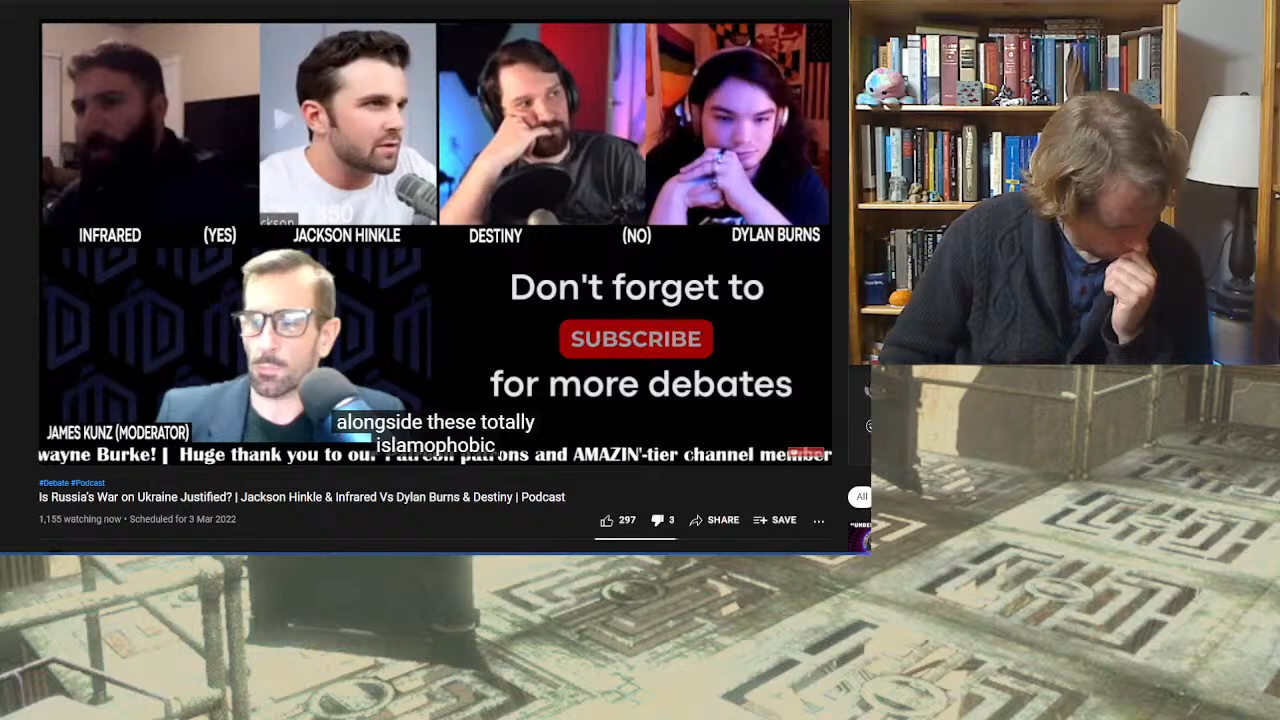 INFRARED (YES) JACKSON HINKLE DESTINY (NO) DYLAN BURNS
Don't forget to
SUBSCRIBE
for more debates
JAMES KUNZ (MODERATOR)
alongside these totally
islamophobic
wayne Burke! | Huge thank you to our Patreon patrons and AMAZIN'-tier channel member
#Debate #Podcast
Is Russia's War on Ukraine Justified? | Jackson Hinkle & Infrared Vs Dylan Burns & Destiny | Podcast
1,155 watching now • Scheduled for 3 Mar 2022
297 3 SHARE SAVE ...
All